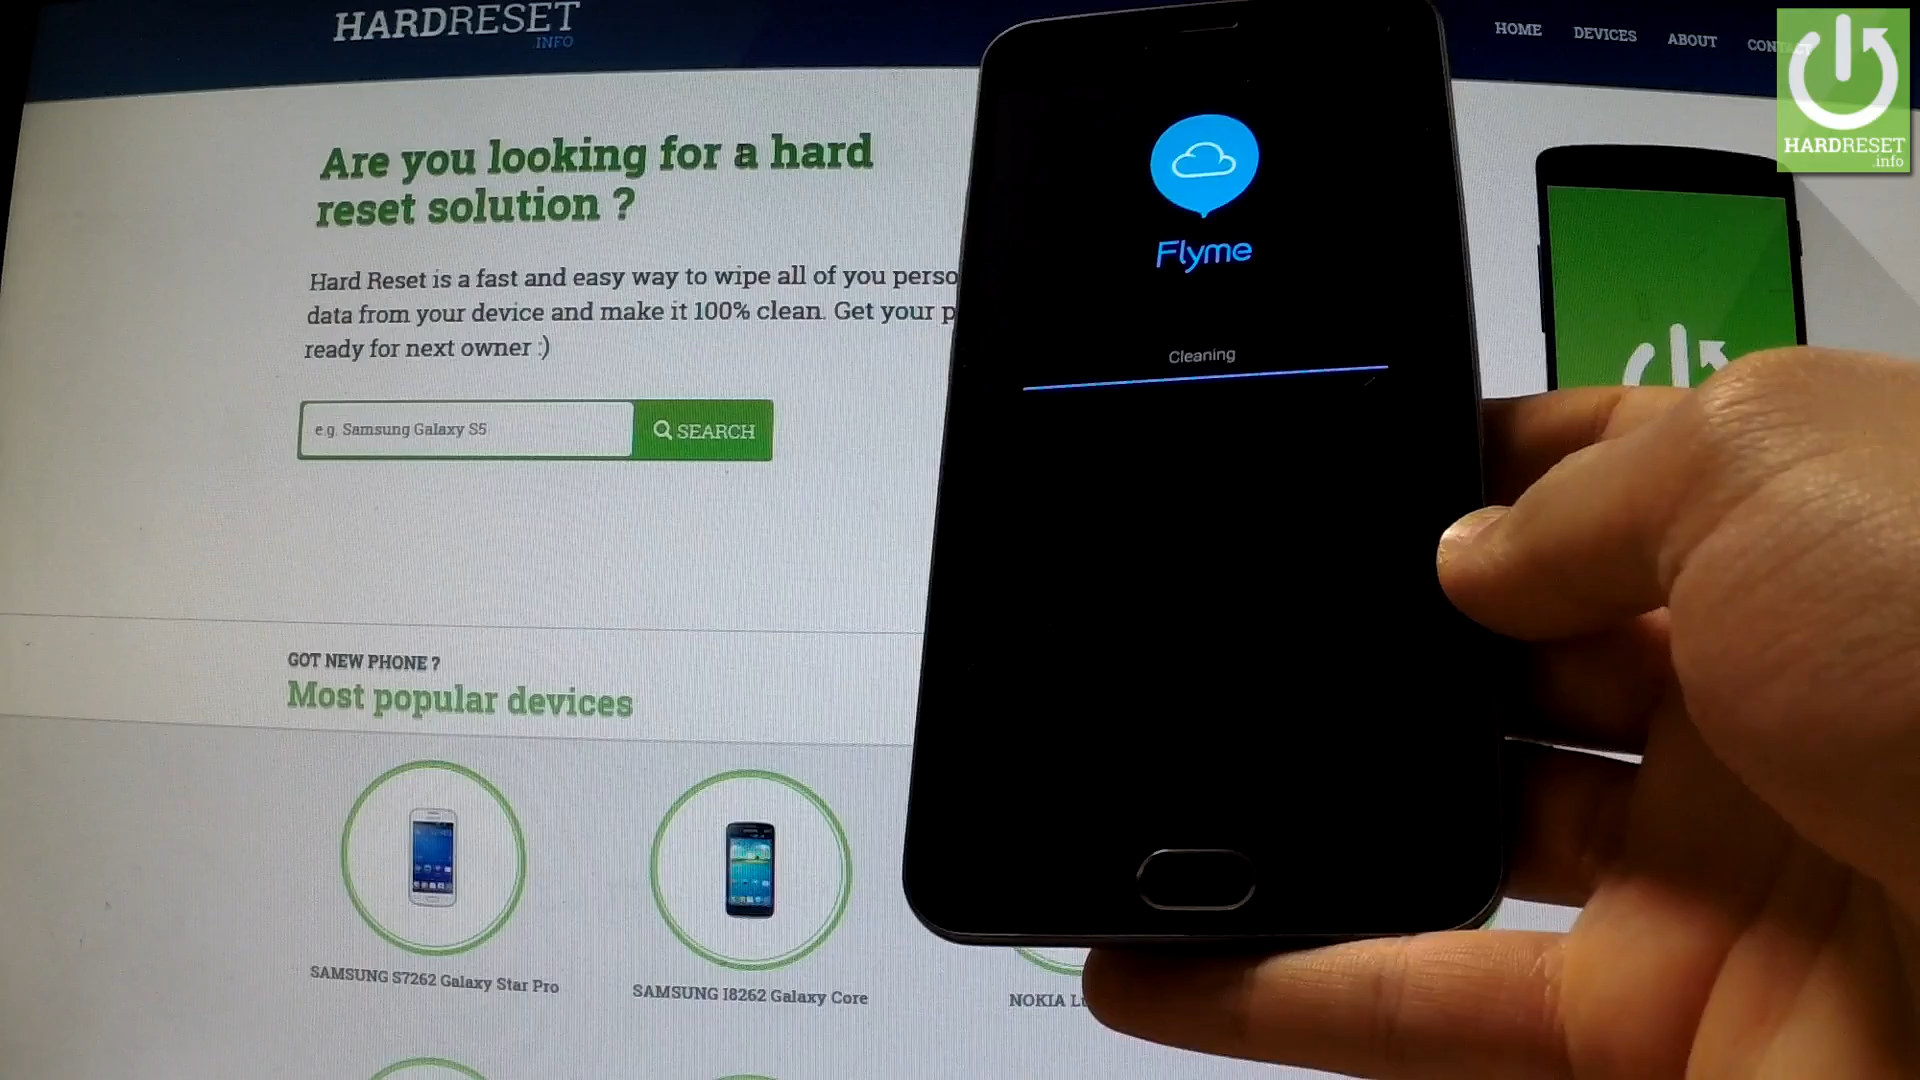 HARDRESET
.INFO
HOME DEVICES ABOUT CONTACT
HARDRESET
.info
Are you looking for a hard
reset solution ?
Hard Reset is a fast and easy way to wipe all of you perso
data from your device and make it 100% clean. Get your p
ready for next owner :)
e.g. Samsung Galaxy S5
SEARCH
Flyme
Cleaning
GOT NEW PHONE ?
Most popular devices
SAMSUNG S7262 Galaxy Star Pro
SAMSUNG I8262 Galaxy Core
NOKIA